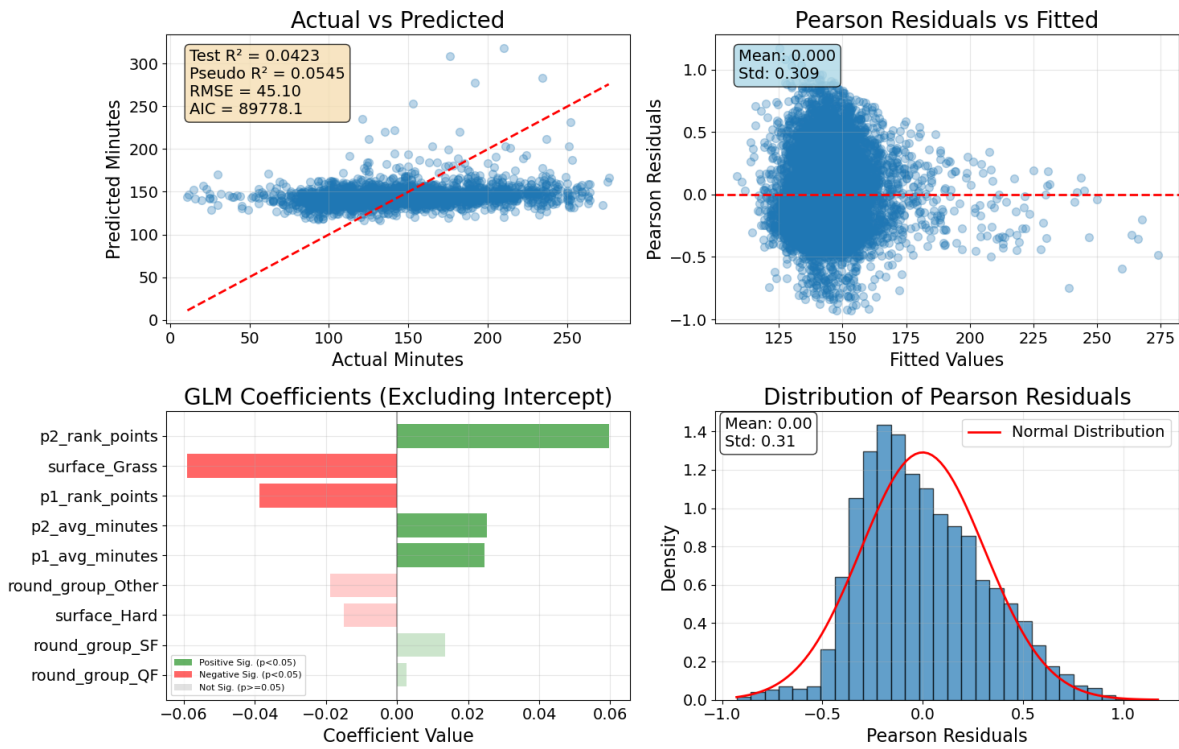 Actual vs Predicted
Test R² = 0.0423
Pseudo R² = 0.0545
RMSE = 45.10
AIC = 89778.1
300
250
200
150
100
50
0
Predicted Minutes
0 50 100 150 200 250
Actual Minutes
Pearson Residuals vs Fitted
Mean: 0.000
Std: 0.309
1.0
0.5
0.0
−0.5
−1.0
Pearson Residuals
125 150 175 200 225 250 275
Fitted Values
GLM Coefficients (Excluding Intercept)
p2_rank_points
surface_Grass
p1_rank_points
p2_avg_minutes
p1_avg_minutes
round_group_Other
surface_Hard
round_group_SF
round_group_QF
Positive Sig. (p<0.05)
Negative Sig. (p<0.05)
Not Sig. (p>=0.05)
−0.06 −0.04 −0.02 0.00 0.02 0.04 0.06
Coefficient Value
Distribution of Pearson Residuals
Mean: 0.00
Std: 0.31
Normal Distribution
1.4
1.2
1.0
0.8
0.6
0.4
0.2
0.0
Density
−1.0 −0.5 0.0 0.5 1.0
Pearson Residuals